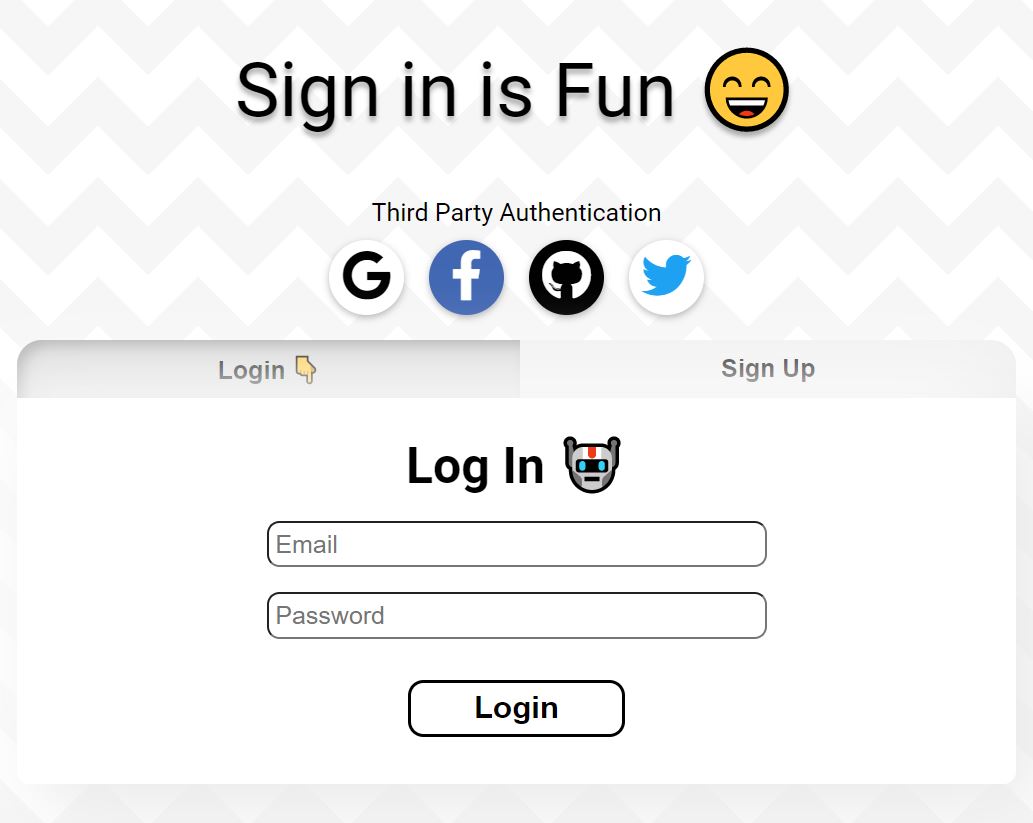 Sign in is Fun 😄
Third Party Authentication
Login 👇
Sign Up
Log In 🤖
Email
Password
Login